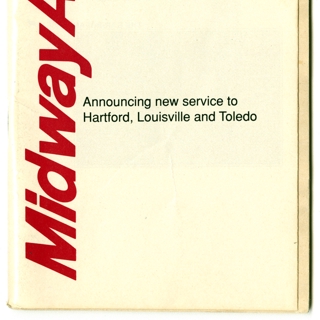 Midway A
Announcing new service to
Hartford, Louisville and Toledo